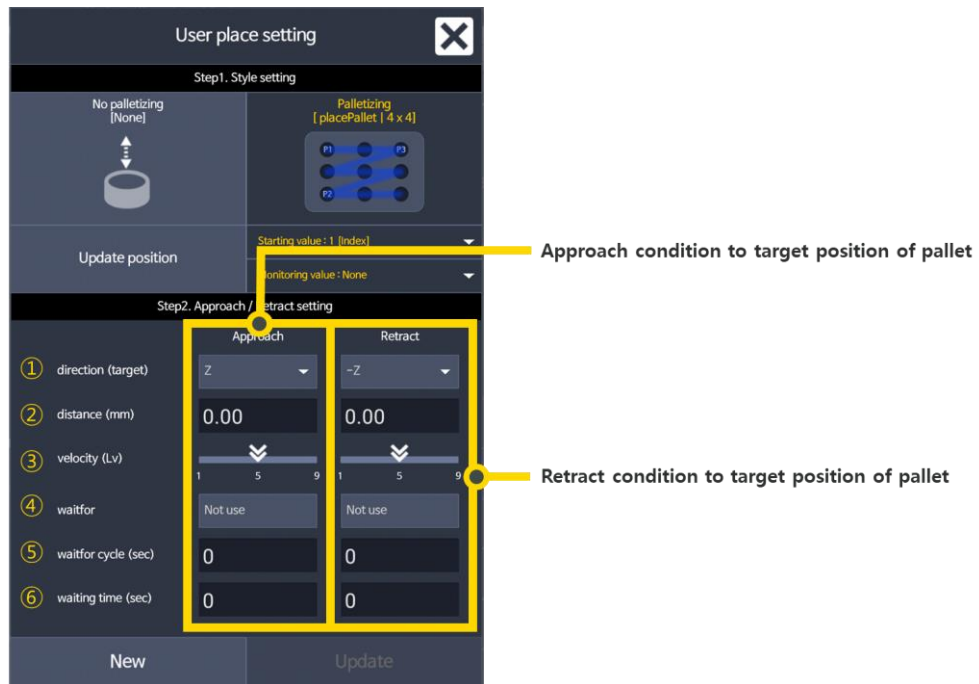 User place setting
Step1. Style setting
No palletizing
[None]
Palletizing
[ placePallet | 4 x 4]
P1
P3
P2
Update position
Starting value : 1 [Index]
Monitoring value : None
Step2. Approach / Retract setting
Approach
Retract
① direction (target) Z -Z
② distance (mm) 0.00 0.00
③ velocity (Lv)
1 5 9 1 5 9
④ waitfor Not use Not use
⑤ waitfor cycle (sec) 0 0
⑥ waiting time (sec) 0 0
New
Update
Approach condition to target position of pallet
Retract condition to target position of pallet